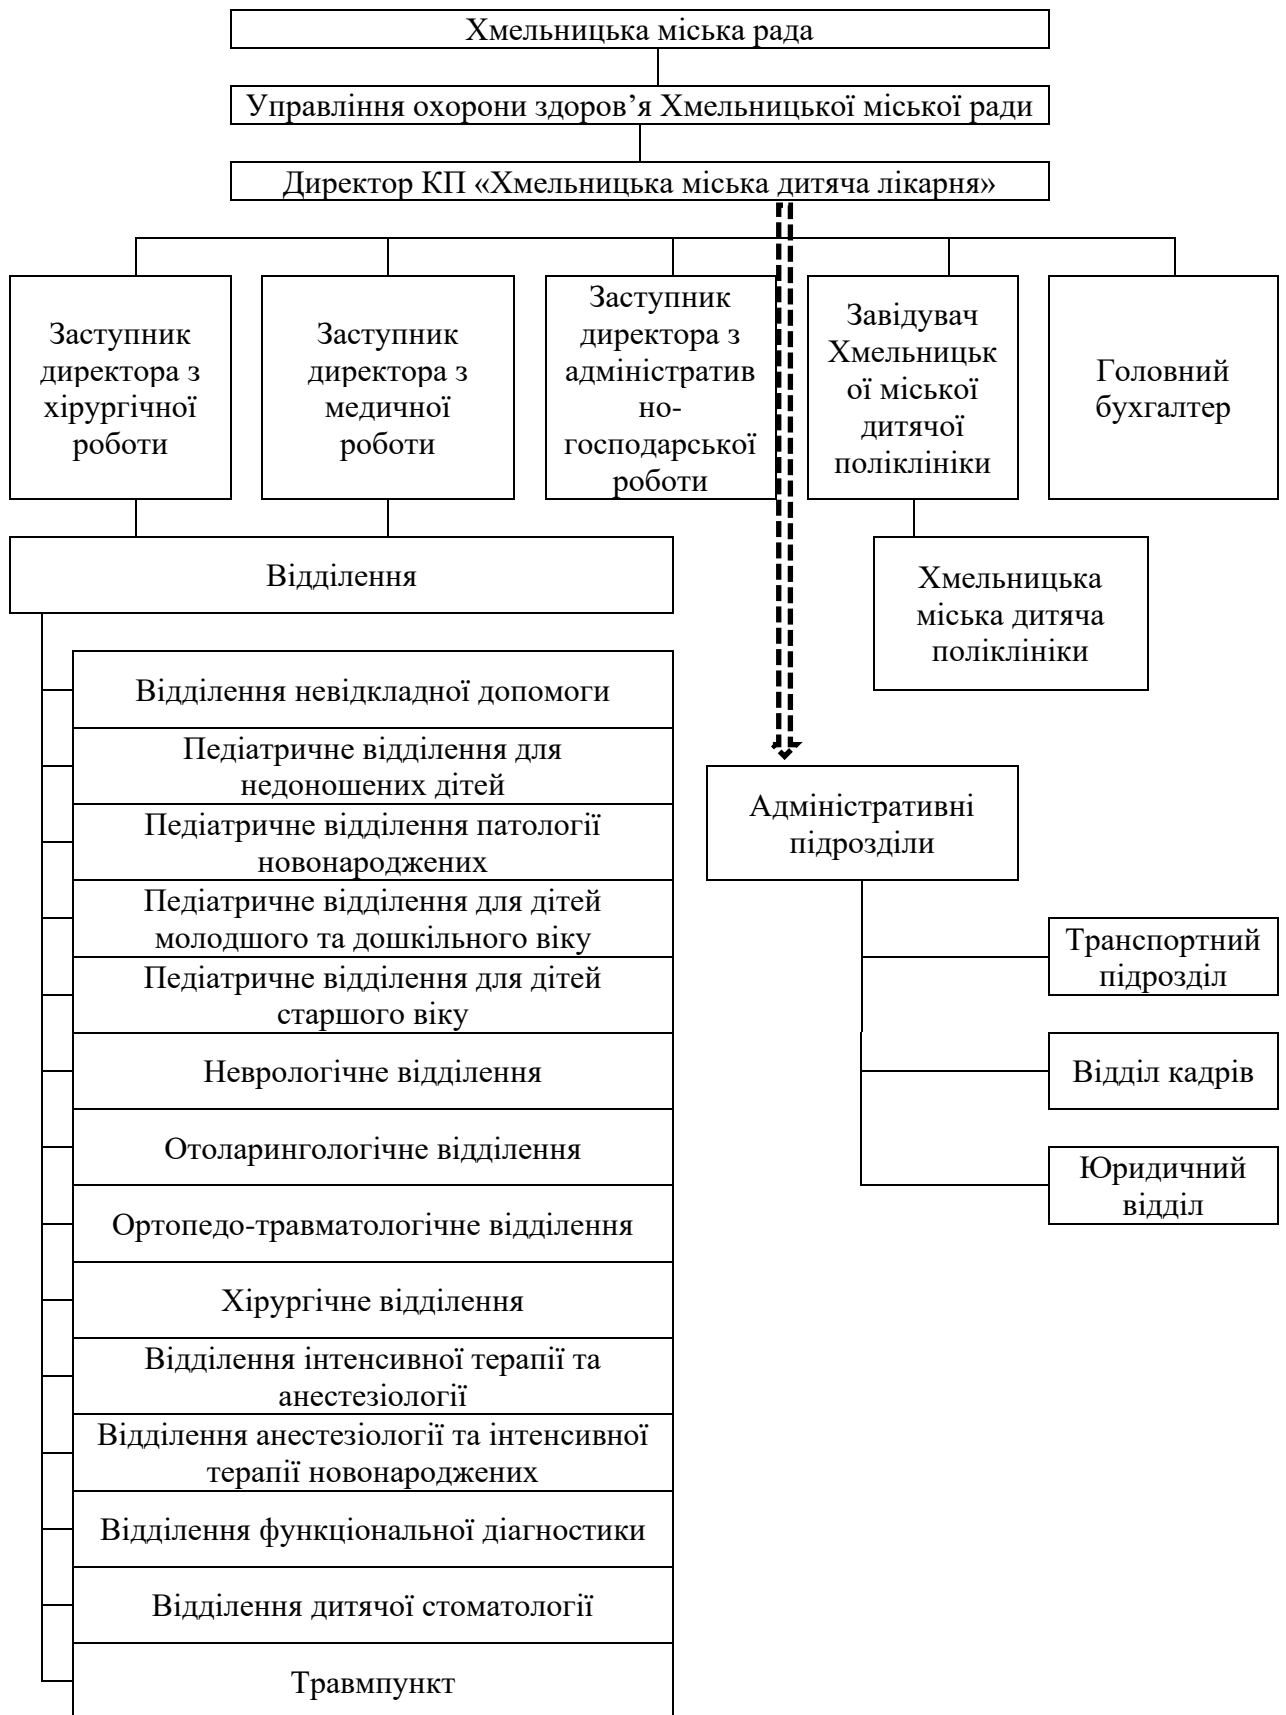 Хмельницька міська рада
Управління охорони здоров’я Хмельницької міської ради
Директор КП «Хмельницька міська дитяча лікарня»
Заступник
директора з
хірургічної
роботи
Заступник
директора з
медичної
роботи
Заступник
директора з
адміністратив
но-
господарської
роботи
Завідувач
Хмельницьк
ої міської
дитячої
поліклініки
Головний
бухгалтер
Відділення
Хмельницька
міська дитяча
поліклініки
Відділення невідкладної допомоги
Педіатричне відділення для
недоношених дітей
Педіатричне відділення патології
новонароджених
Педіатричне відділення для дітей
молодшого та дошкільного віку
Педіатричне відділення для дітей
старшого віку
Неврологічне відділення
Отоларингологічне відділення
Ортопедо-травматологічне відділення
Хірургічне відділення
Відділення інтенсивної терапії та
анестезіології
Відділення анестезіології та інтенсивної
терапії новонароджених
Відділення функціональної діагностики
Відділення дитячої стоматології
Травмпункт
Адміністративні
підрозділи
Транспортний
підрозділ
Відділ кадрів
Юридичний
відділ